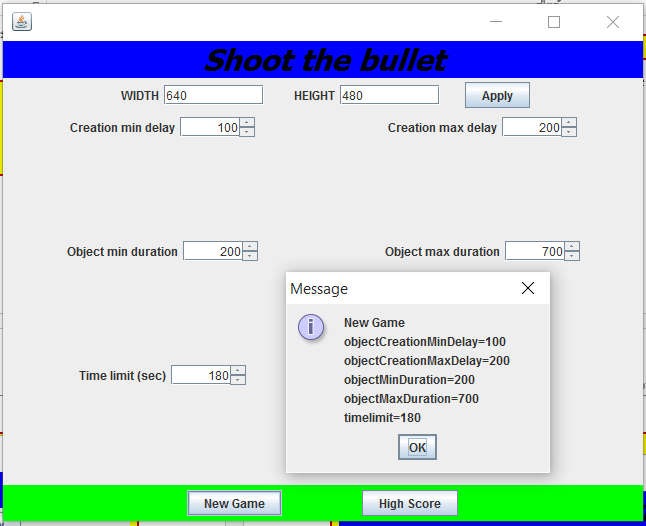 Shoot the bullet
WIDTH 640 HEIGHT 480 Apply
Creation min delay 100 Creation max delay 200
Object min duration 200 Object max duration 700
Message
New Game
objectCreationMinDelay=100
objectCreationMaxDelay=200
objectMinDuration=200
objectMaxDuration=700
timelimit=180
OK
Time limit (sec) 180
New Game High Score